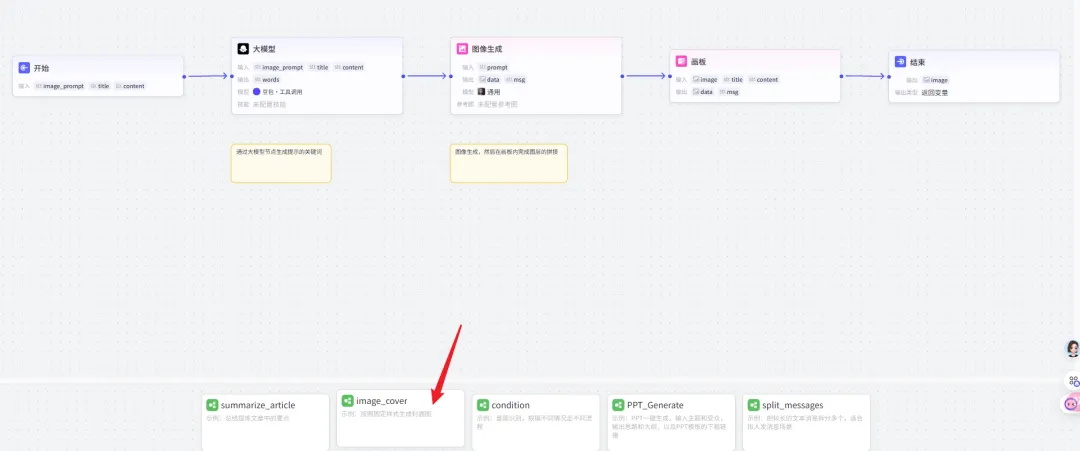 开始
输入 image_prompt title content
大模型
输入 image_prompt title content
输出 words
模型 豆包·工具调用
技能 未配置技能
图像生成
输入 prompt
输出 data msg
模型 通用
参考图 未配置参考图
画板
输入 image title content
输出 data msg
结束
输出 image
输出类型 返回变量
通过大模型节点生成提示的关键词
图像生成，然后在画板内完成图层的拼接
summarize_article
示例：总结提炼文章中的要点
image_cover
示例：按照固定样式生成封面图
condition
示例：意图识别，根据不同情况走不同流
程
PPT_Generate
示例：PPT一键生成，输入主题和受众，
输出思路和大纲，以及PPT模板的下载链
接
split_messages
示例：把较长的文本消息拆分多个，适合
拟人发消息场景